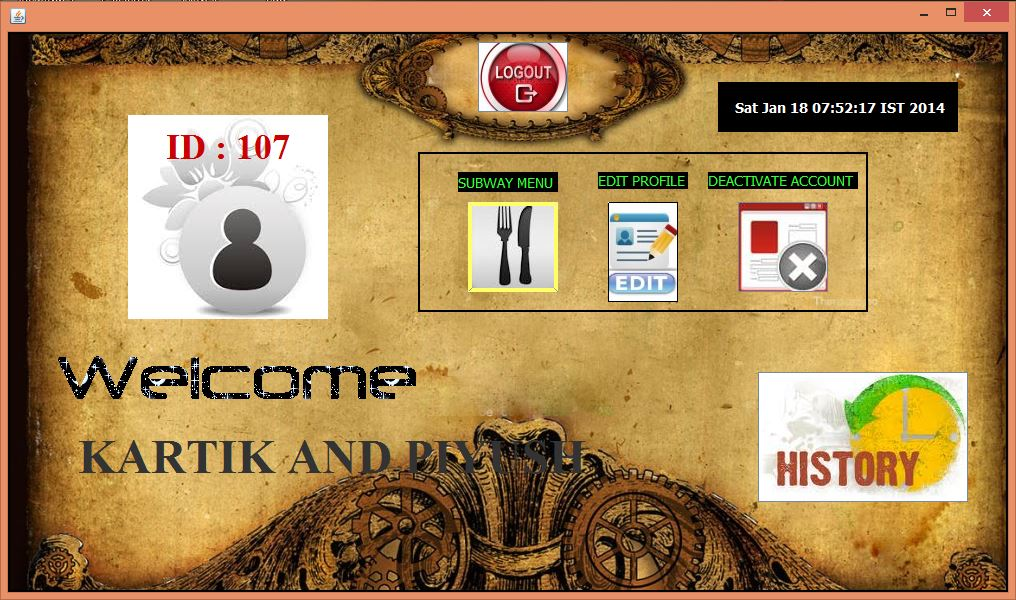 LOGOUT
Sat Jan 18 07:52:17 IST 2014
ID : 107
SUBWAY MENU
EDIT PROFILE
DEACTIVATE ACCOUNT
EDIT
Welcome
KARTIK AND PIYUSH
HISTORY